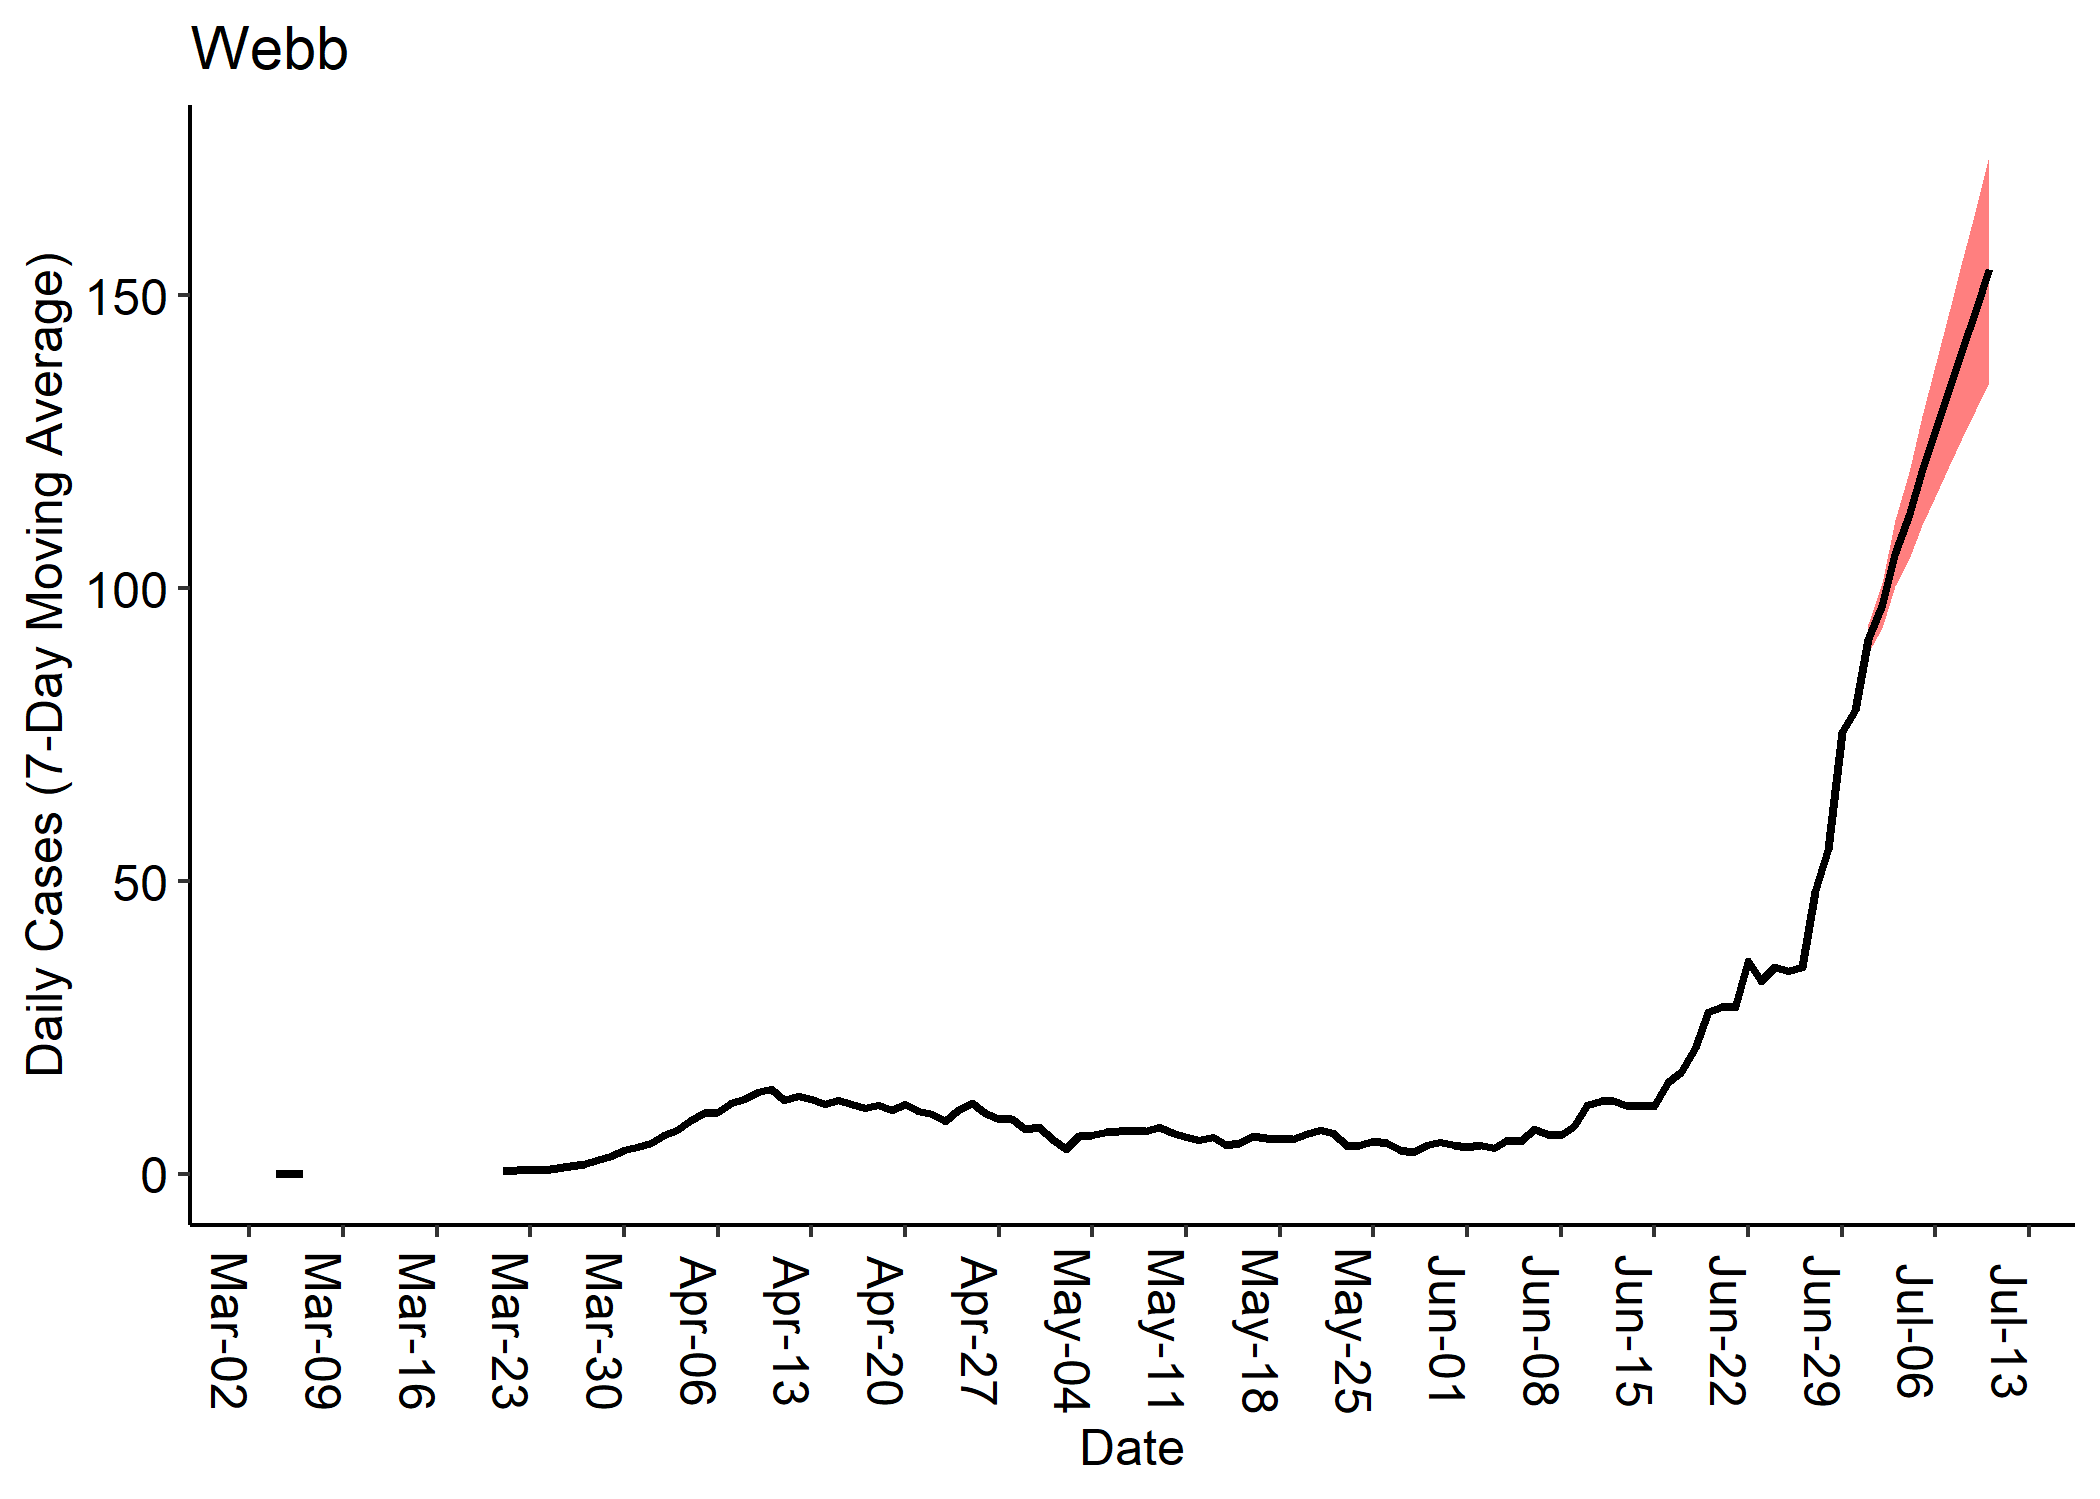 Webb
Daily Cases (7-Day Moving Average)
150
100
50
0
Mar-02
Mar-09
Mar-16
Mar-23
Mar-30
Apr-06
Apr-13
Apr-20
Apr-27
May-04
May-11
May-18
May-25
Jun-01
Jun-08
Jun-15
Jun-22
Jun-29
Jul-06
Jul-13
Date